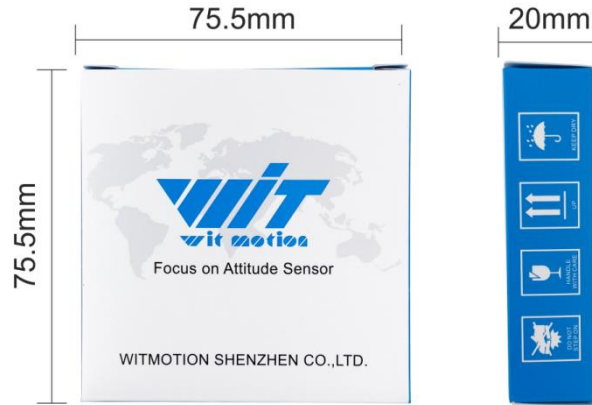 75.5mm
20mm
75.5mm
WIT
wit motion
Focus on Attitude Sensor
WITMOTION SHENZHEN CO.,LTD.
KEEP DRY
UP
HANDLE
WITH CARE
DO NOT
STEP ON